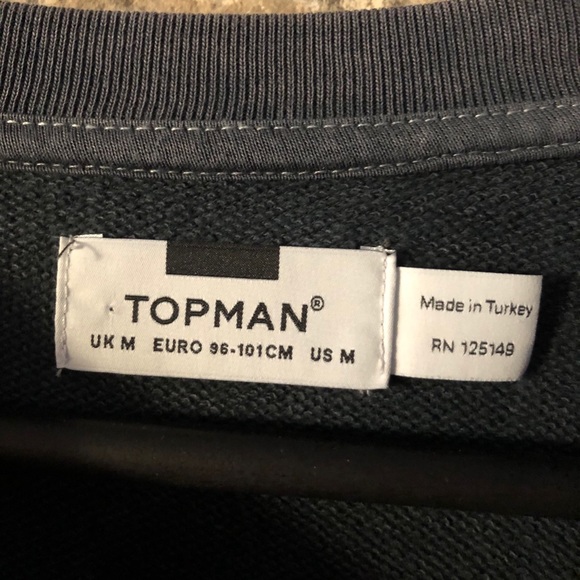 TOPMAN®
UK M EURO 96-101CM US M
Made in Turkey
RN 125149